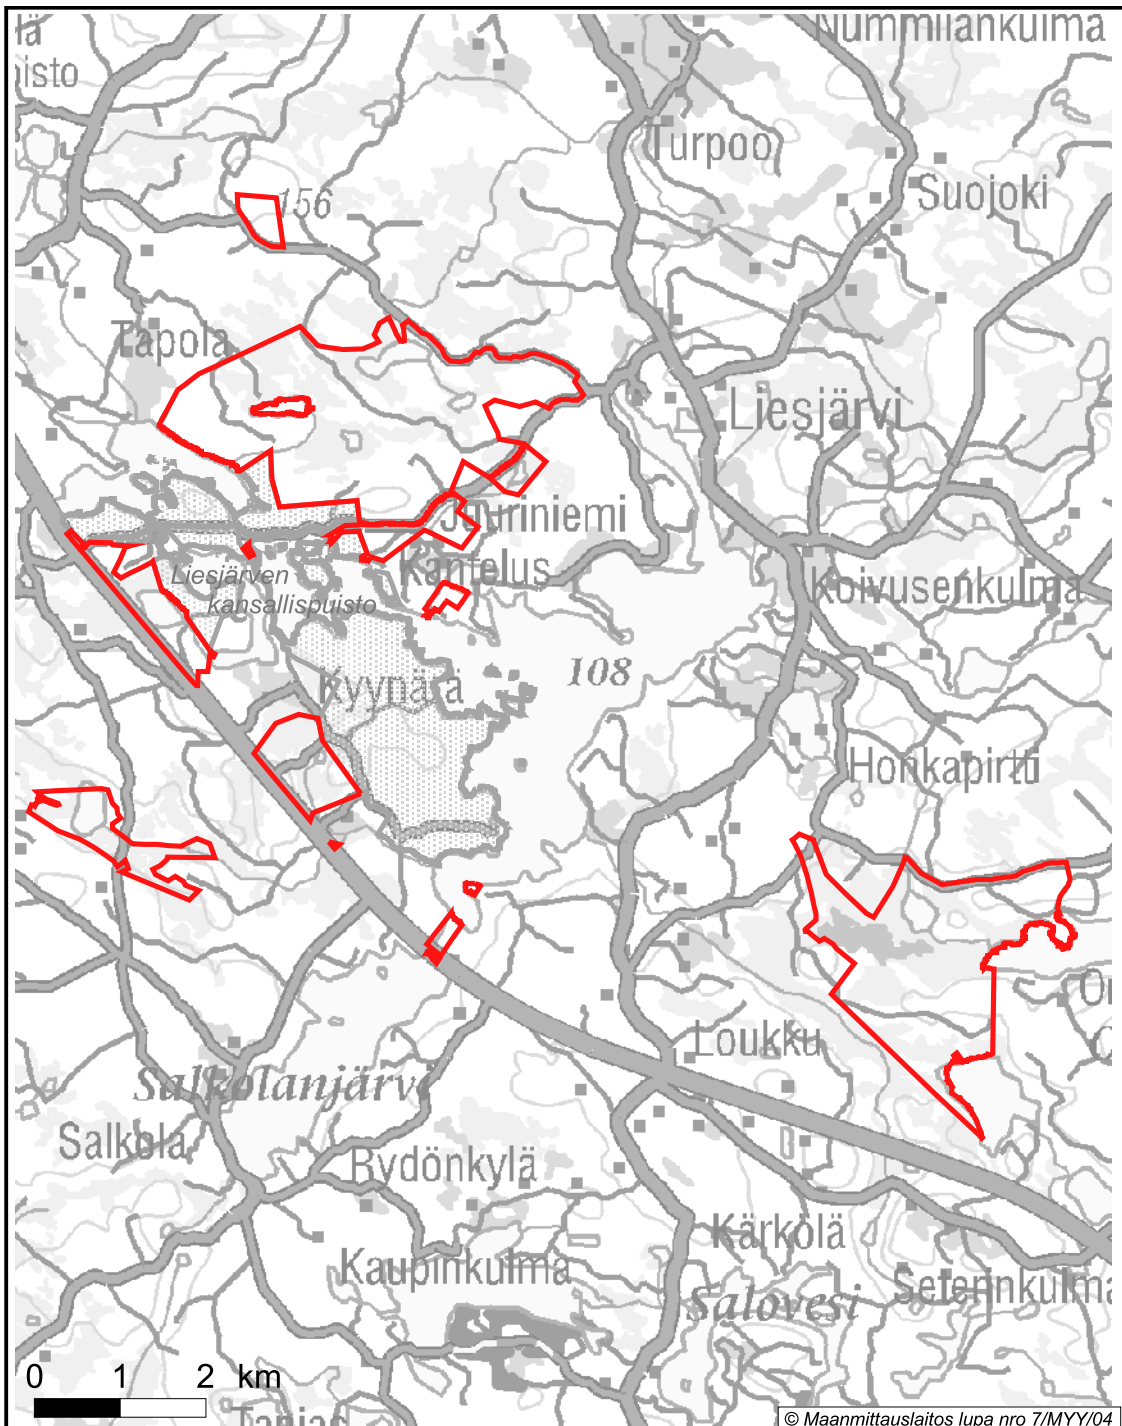 Nummilankulma
Turpoo
Suojoki
156
Tapola
Liesjärvi
Juuriniemi
Kantelus
Liesjärven
kansallispuisto
Koivusenkulma
108
Kyynärä
Honkapirtti
Loukku
Salkolanjärvi
Salkola
Rydönkylä
Kärkölä
Kaupinkulma
Salovesi
Seterinkulma
0 1 2 km
© Maanmittauslaitos lupa nro 7/MYY/04